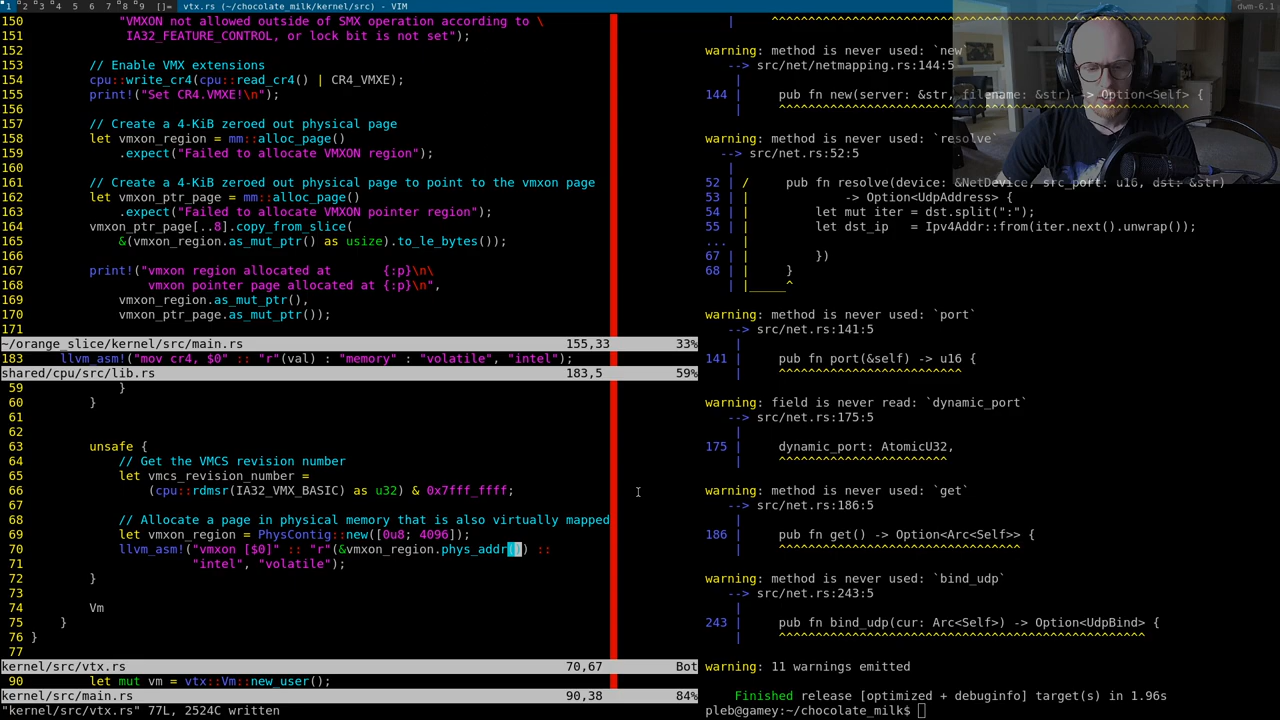 1 2 3 4 5 6 7 8 9 []= vtx.rs (~/chocolate_milk/kernel/src) - VIM
dwm-6.1
150 "VMXON not allowed outside of SMX operation according to \
151 IA32_FEATURE_CONTROL, or lock bit is not set");
152
153 // Enable VMX extensions
154 cpu::write_cr4(cpu::read_cr4() | CR4_VMXE);
155 print!("Set CR4.VMXE!\n");
156
157 // Create a 4-KiB zeroed out physical page
158 let vmxon_region = mm::alloc_page()
159 .expect("Failed to allocate VMXON region");
160
161 // Create a 4-KiB zeroed out physical page to point to the vmxon page
162 let vmxon_ptr_page = mm::alloc_page()
163 .expect("Failed to allocate VMXON pointer region");
164 vmxon_ptr_page[..8].copy_from_slice(
165 &(vmxon_region.as_mut_ptr() as usize).to_le_bytes());
166
167 print!("vmxon region allocated at {:p}\n\
168 vmxon pointer page allocated at {:p}\n",
169 vmxon_region.as_mut_ptr(),
170 vmxon_ptr_page.as_mut_ptr());
171
~/orange_slice/kernel/src/main.rs 155,33 33%
183 llvm_asm!("mov cr4, $0" :: "r"(val) : "memory" : "volatile", "intel");
shared/cpu/src/lib.rs 183,5 59%
59 }
60 }
61
62
63 unsafe {
64 // Get the VMCS revision number
65 let vmcs_revision_number =
66 (cpu::rdmsr(IA32_VMX_BASIC) as u32) & 0x7fff_ffff;
67
68 // Allocate a page in physical memory that is also virtually mapped
69 let vmxon_region = PhysContig::new([0u8; 4096]);
70 llvm_asm!("vmxon [$0]" :: "r"(&vmxon_region.phys_addr()) ::
71 "intel", "volatile");
72 }
73
74 Vm
75 }
76 }
77
kernel/src/vtx.rs 70,67 Bot
90 let mut vm = vtx::Vm::new_user();
kernel/src/main.rs 90,38 84%
"kernel/src/vtx.rs" 77L, 2524C written
| ^^^^^^^^^^^^^^^^^^^^^^^^^^^^^^^^^^^^^^^^^^^^^^^^^^^^^^^^^^^^^^
warning: method is never used: `new`
--> src/net/netmapping.rs:144:5
|
144 | pub fn new(server: &str, filename: &str) -> Option<Self> {
| ^^^^^^^^^^^^^^^^^^^^^^^^^^^^^^^^^^^^^^^^^^^^^^^^^^^^^^^^
warning: method is never used: `resolve`
--> src/net.rs:52:5
|
52 | / pub fn resolve(device: &NetDevice, src_port: u16, dst: &str)
53 | | -> Option<UdpAddress> {
54 | | let mut iter = dst.split(":");
55 | | let dst_ip = Ipv4Addr::from(iter.next().unwrap());
... |
67 | | })
68 | | }
| |_____^
warning: method is never used: `port`
--> src/net.rs:141:5
|
141 | pub fn port(&self) -> u16 {
| ^^^^^^^^^^^^^^^^^^^^^^^^^
warning: field is never read: `dynamic_port`
--> src/net.rs:175:5
|
175 | dynamic_port: AtomicU32,
| ^^^^^^^^^^^^^^^^^^^^^^^
warning: method is never used: `get`
--> src/net.rs:186:5
|
186 | pub fn get() -> Option<Arc<Self>> {
| ^^^^^^^^^^^^^^^^^^^^^^^^^^^^^^^^^
warning: method is never used: `bind_udp`
--> src/net.rs:243:5
|
243 | pub fn bind_udp(cur: Arc<Self>) -> Option<UdpBind> {
| ^^^^^^^^^^^^^^^^^^^^^^^^^^^^^^^^^^^^^^^^^^^^^^^^^^
warning: 11 warnings emitted
Finished release [optimized + debuginfo] target(s) in 1.96s
pleb@gamey:~/chocolate_milk$